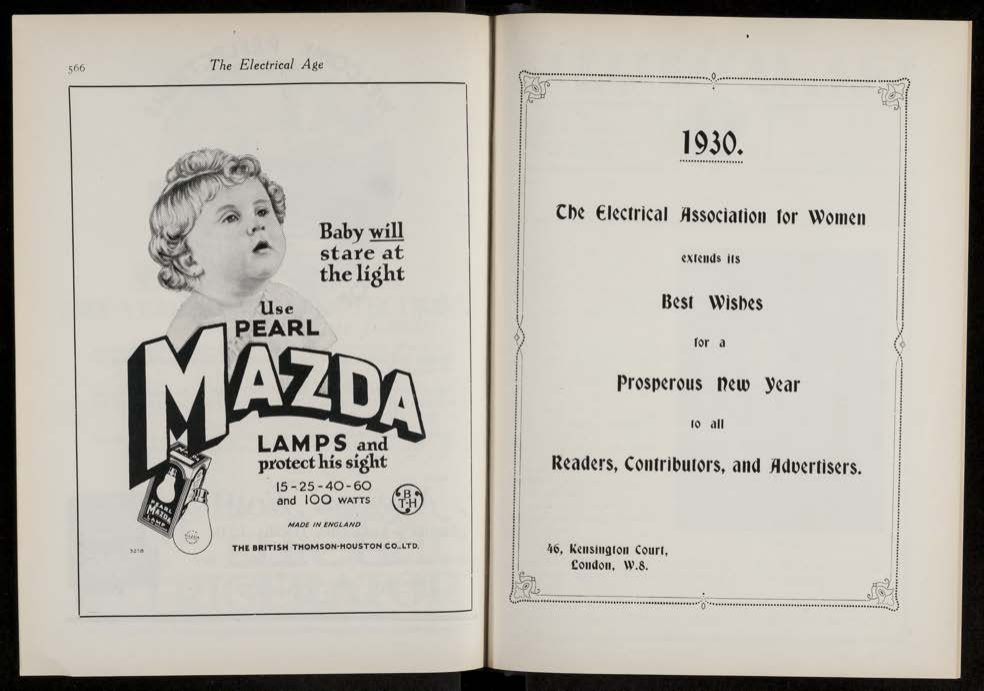 566
The Electrical Age
Baby will
stare at
the light
Use
PEARL
MAZDA
LAMPS and
protect his sight
15-25-40-60
and 100 WATTS
B
T·H
PEARL
MAZDA
LAMP
MADE IN ENGLAND
THE BRITISH THOMSON-HOUSTON CO., LTD.
1930.
The Electrical Association for Women
extends its
Best Wishes
for a
Prosperous New Year
to all
Readers, Contributors, and Advertisers.
46, Kensington Court,
London, W.8.